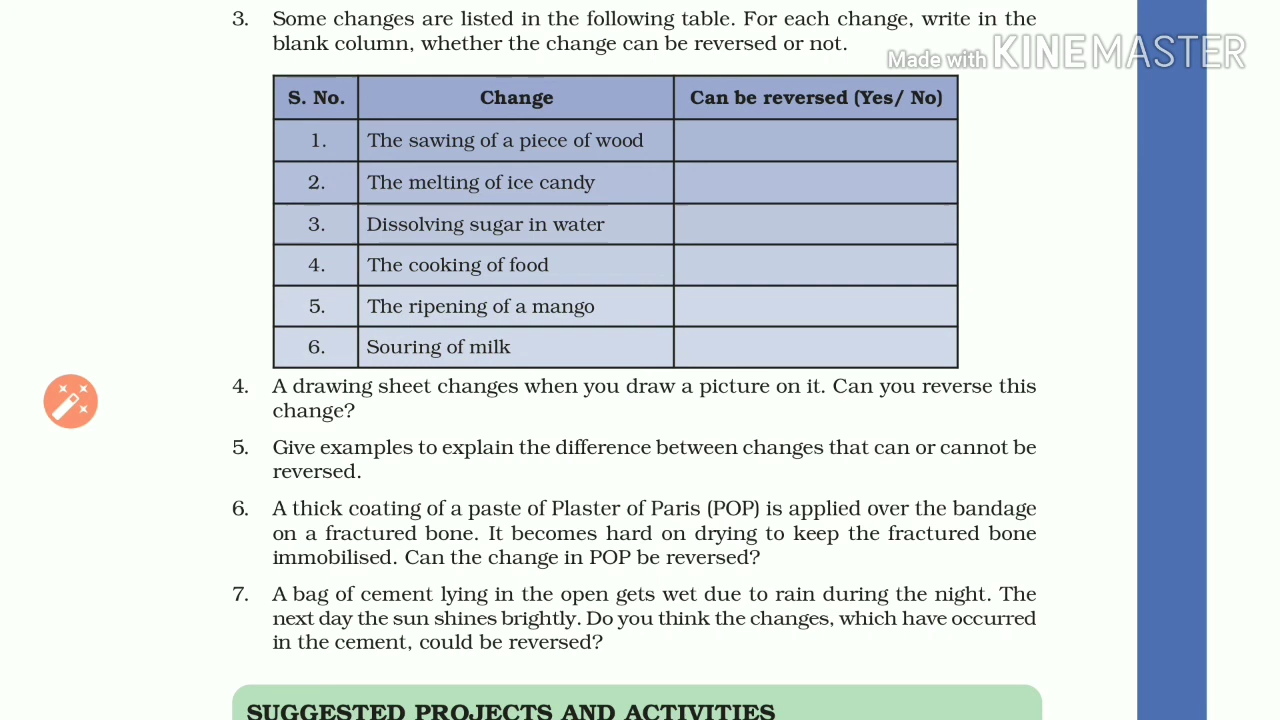 3. Some changes are listed in the following table. For each change, write in the
blank column, whether the change can be reversed or not.
Made with KINEMASTER
S. No. Change Can be reversed (Yes/ No)
1. The sawing of a piece of wood
2. The melting of ice candy
3. Dissolving sugar in water
4. The cooking of food
5. The ripening of a mango
6. Souring of milk
4. A drawing sheet changes when you draw a picture on it. Can you reverse this
change?
5. Give examples to explain the difference between changes that can or cannot be
reversed.
6. A thick coating of a paste of Plaster of Paris (POP) is applied over the bandage
on a fractured bone. It becomes hard on drying to keep the fractured bone
immobilised. Can the change in POP be reversed?
7. A bag of cement lying in the open gets wet due to rain during the night. The
next day the sun shines brightly. Do you think the changes, which have occurred
in the cement, could be reversed?
SUGGESTED PROJECTS AND ACTIVITIES